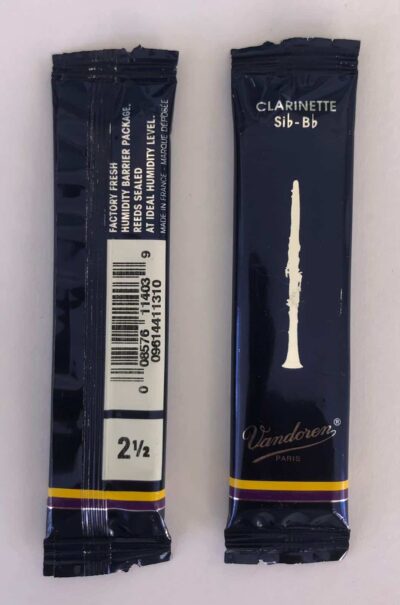 FACTORY FRESH
HUMIDITY BARRIER PACKAGE.
REEDS SEALED
AT IDEAL HUMIDITY LEVEL.
MADE IN FRANCE - MARQUE DÉPOSÉE
0 08576 11403 9
09614411310
2½
CLARINETTE
Sib-Bb
Vandoren®
PARIS